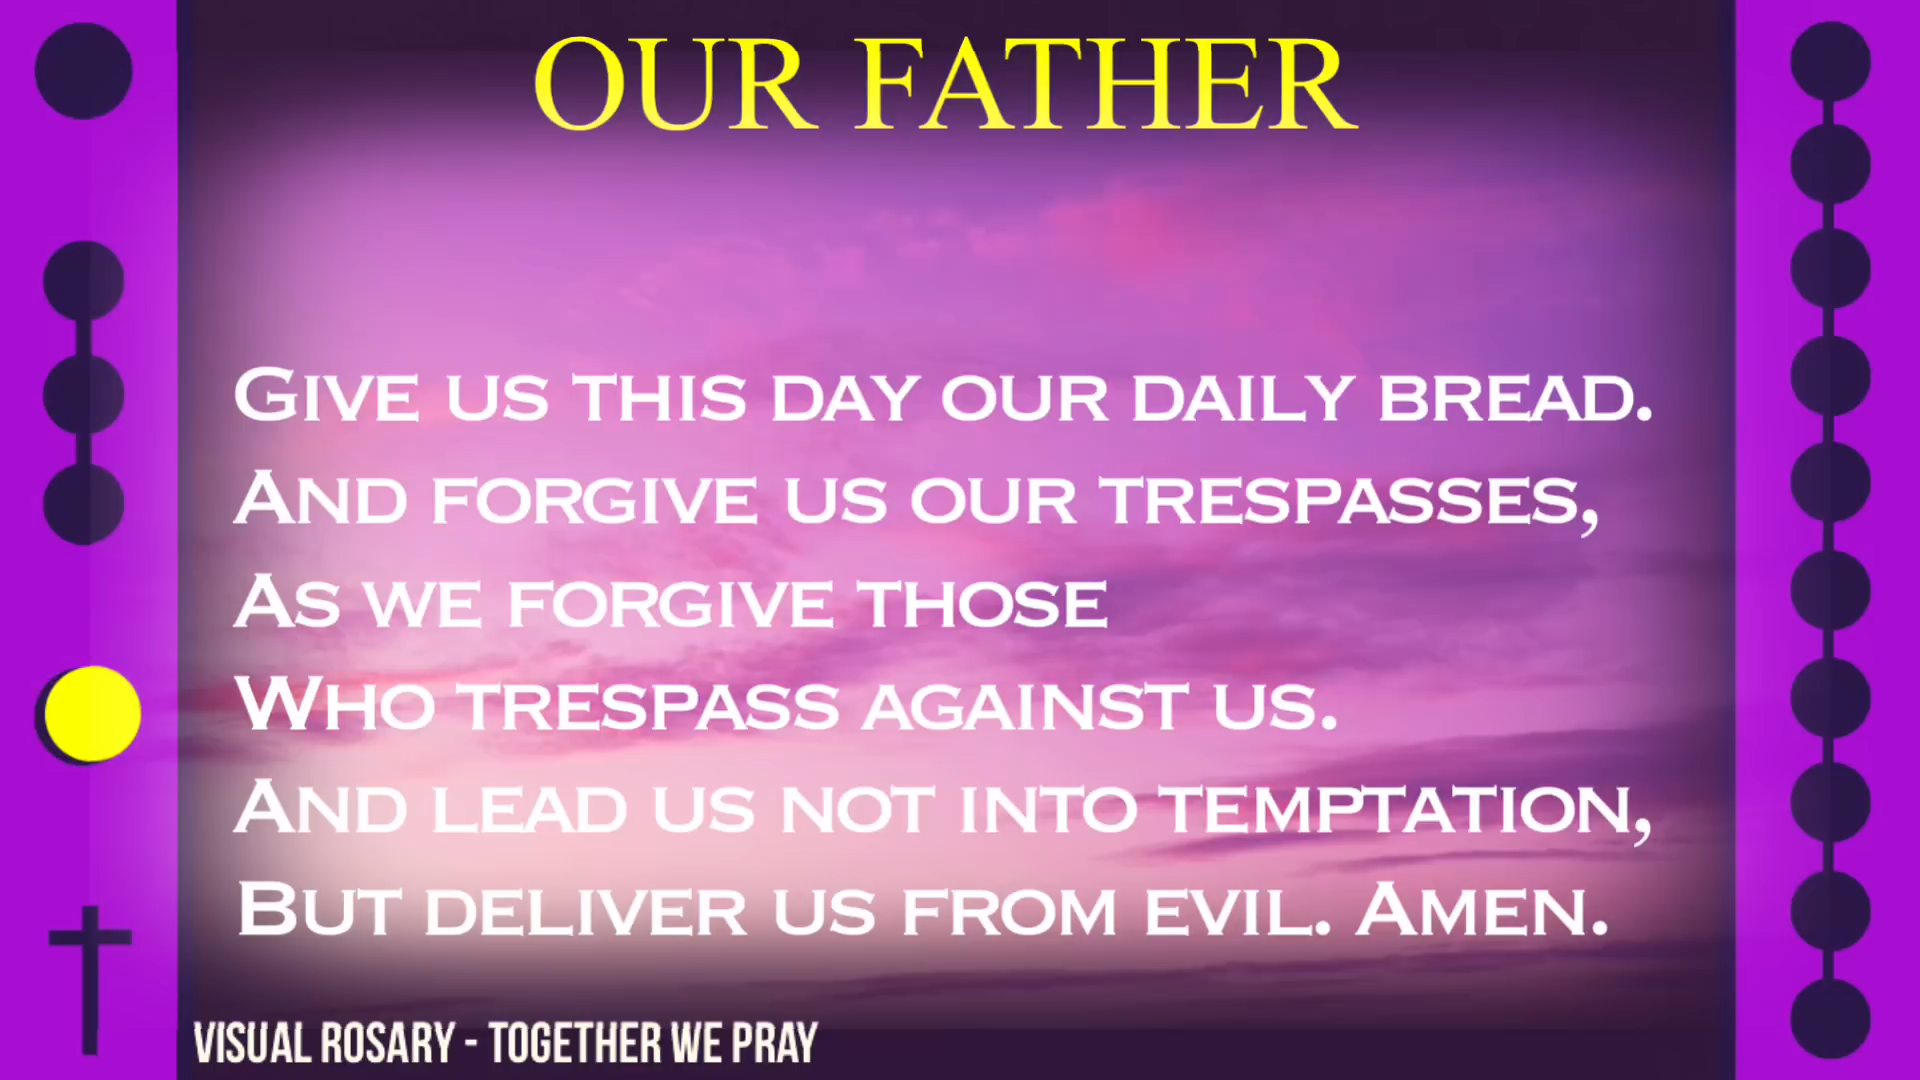 OUR FATHER
Give us this day our daily bread.
And forgive us our trespasses,
As we forgive those
Who trespass against us.
And lead us not into temptation,
But deliver us from evil. Amen.
VISUAL ROSARY - TOGETHER WE PRAY